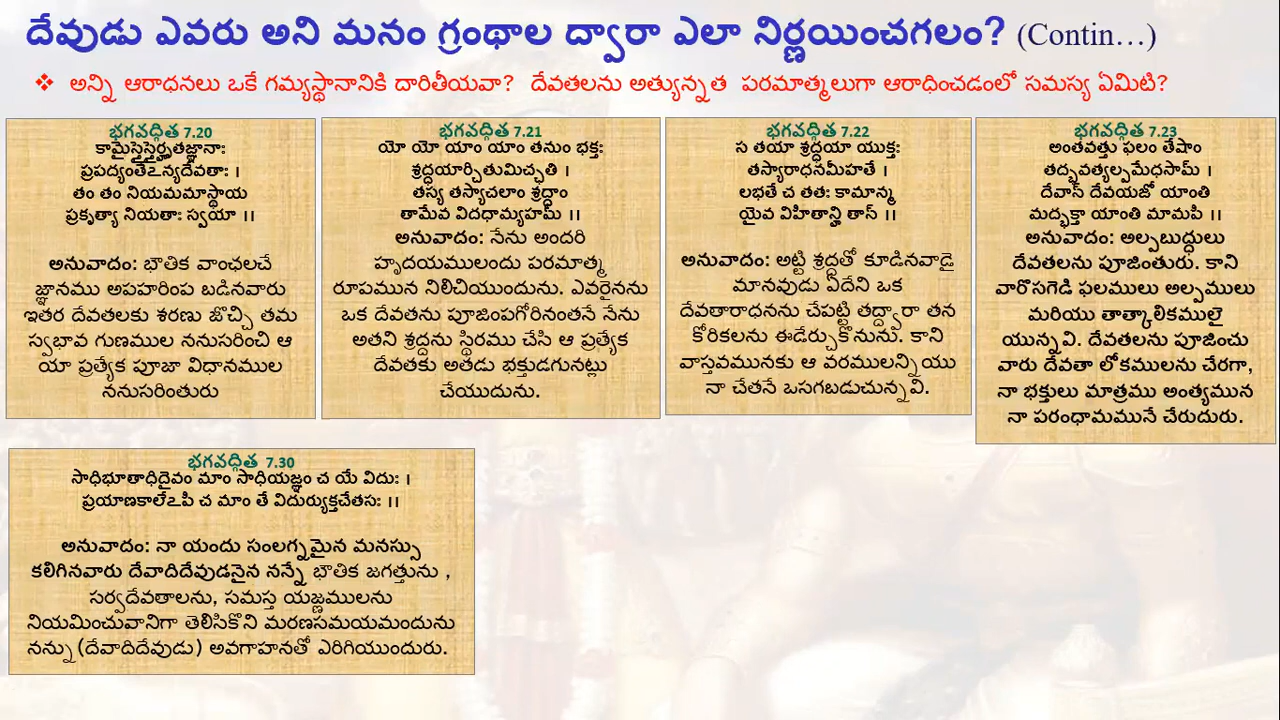 దేవుడు ఎవరు అని మనం గ్రంథాల ద్వారా ఎలా నిర్ణయించగలం? (Contin…)
❖ అన్ని ఆరాధనలు ఒకే గమ్యస్థానానికి దారితీయవా? దేవతలను అత్యున్నత పరమాత్మలుగా ఆరాధించడంలో సమస్య ఏమిటి?
భగవద్గీత 7.20
కామైస్తైస్తైర్హృతజ్ఞానాః
ప్రపద్యంతేఽన్యదేవతాః ।
తం తం నియమమాస్థాయ
ప్రకృత్యా నియతాః స్వయా ।।
అనువాదం: భౌతిక వాంఛలచే
జ్ఞానము అపహరింప బడినవారు
ఇతర దేవతలకు శరణు జొచ్చి తమ
స్వభావ గుణముల ననుసరించి ఆ
యా ప్రత్యేక పూజా విధానముల
ననుసరింతురు
భగవద్గీత 7.21
యో యో యాం యాం తనుం భక్తః
శ్రద్ధయార్చితుమిచ్ఛతి ।
తస్య తస్యాచలాం శ్రద్ధాం
తామేవ విదధామ్యహమ్ ।।
అనువాదం: నేను అందరి
హృదయములందు పరమాత్మ
రూపమున నిలిచియుందును. ఎవరైనను
ఒక దేవతను పూజింపగోరినంతనే నేను
అతని శ్రద్దను స్థిరము చేసి ఆ ప్రత్యేక
దేవతకు అతడు భక్తుడగునట్లు
చేయుదును.
భగవద్గీత 7.22
స తయా శ్రద్ధయా యుక్తః
తస్యారాధనమీహతే ।
లభతే చ తతః కామాన్మ
యైవ విహితాన్హి తాస్ ।।
అనువాదం: అట్టి శ్రద్దతో కూడినవాడై
మానవుడు ఏదేని ఒక
దేవతారాధనను చేపట్టి తద్ద్వారా తన
కోరికలను ఈడేర్చుకొనును. కాని
వాస్తవమునకు ఆ వరములన్నియు
నా చేతనే ఒసగబడుచున్నవి.
భగవద్గీత 7.23
అంతవత్తు ఫలం తేషాం
తద్భవత్యల్పమేధసామ్ ।
దేవాన్ దేవయజో యాంతి
మద్భక్తా యాంతి మామపి ।।
అనువాదం: అల్పబుద్ధులు
దేవతలను పూజింతురు. కాని
వారొసగెడి ఫలములు అల్పములు
మరియు తాత్కాలికములై
యున్నవి. దేవతలను పూజించు
వారు దేవతా లోకములను చేరగా,
నా భక్తులు మాత్రము అంత్యమున
నా పరంధామమునే చేరుదురు.
భగవద్గీత 7.30
సాధిభూతాధిదైవం మాం సాధియజ్ఞం చ యే విదుః ।
ప్రయాణకాలేఽపి చ మాం తే విదుర్యుక్తచేతసః ।।
అనువాదం: నా యందు సంలగ్నమైన మనస్సు
కలిగినవారు దేవాదిదేవుడనైన నన్నే భౌతిక జగత్తును ,
సర్వదేవతాలను, సమస్త యజ్ఞములను
నియమించువానిగా తెలిసికొని మరణసమయమందును
నన్ను(దేవాదిదేవుడు) అవగాహనతో ఎరిగియుందురు.